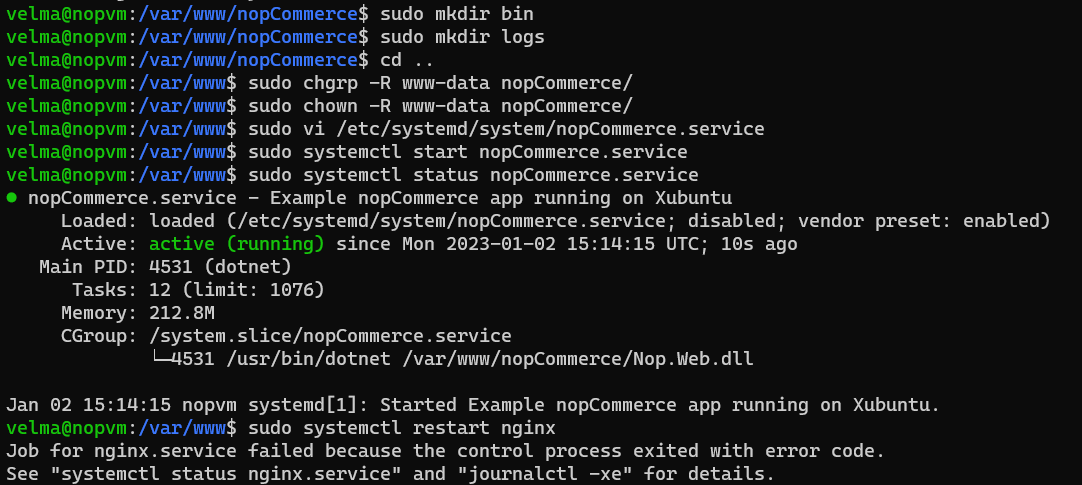 velma@nopvm:/var/www/nopCommerce$ sudo mkdir bin
velma@nopvm:/var/www/nopCommerce$ sudo mkdir logs
velma@nopvm:/var/www/nopCommerce$ cd ..
velma@nopvm:/var/www$ sudo chgrp -R www-data nopCommerce/
velma@nopvm:/var/www$ sudo chown -R www-data nopCommerce/
velma@nopvm:/var/www$ sudo vi /etc/systemd/system/nopCommerce.service
velma@nopvm:/var/www$ sudo systemctl start nopCommerce.service
velma@nopvm:/var/www$ sudo systemctl status nopCommerce.service
● nopCommerce.service - Example nopCommerce app running on Xubuntu
     Loaded: loaded (/etc/systemd/system/nopCommerce.service; disabled; vendor preset: enabled)
     Active: active (running) since Mon 2023-01-02 15:14:15 UTC; 10s ago
   Main PID: 4531 (dotnet)
      Tasks: 12 (limit: 1076)
     Memory: 212.8M
     CGroup: /system.slice/nopCommerce.service
             └─4531 /usr/bin/dotnet /var/www/nopCommerce/Nop.Web.dll

Jan 02 15:14:15 nopvm systemd[1]: Started Example nopCommerce app running on Xubuntu.
velma@nopvm:/var/www$ sudo systemctl restart nginx
Job for nginx.service failed because the control process exited with error code.
See "systemctl status nginx.service" and "journalctl -xe" for details.